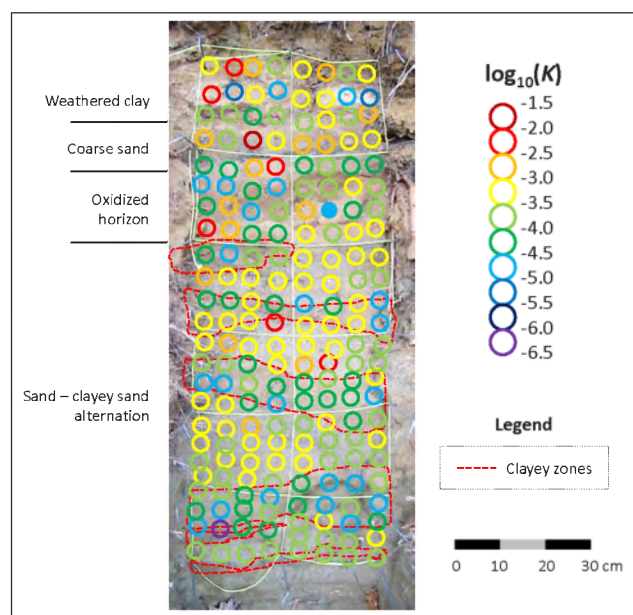 Weathered clay
Coarse sand
Oxidized
horizon
Sand – clayey sand
alternation
log10(K)
-1.5
-2.0
-2.5
-3.0
-3.5
-4.0
-4.5
-5.0
-5.5
-6.0
-6.5
Legend
Clayey zones
0 10 20 30 cm